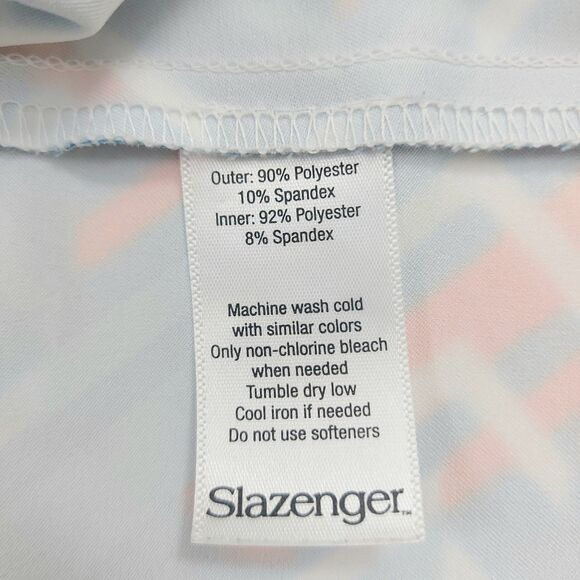 Outer: 90% Polyester
10% Spandex
Inner: 92% Polyester
8% Spandex
Machine wash cold
with similar colors
Only non-chlorine bleach
when needed
Tumble dry low
Cool iron if needed
Do not use softeners
Slazenger™